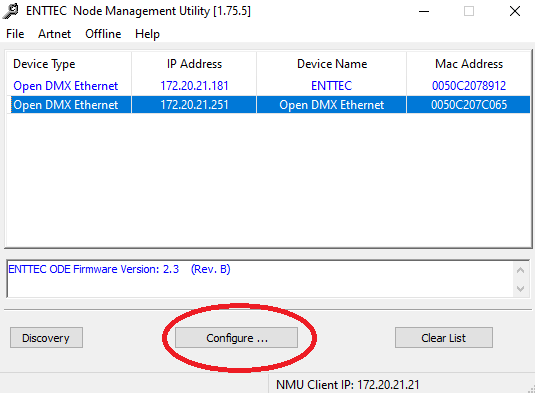 ENTTEC Node Management Utility [1.75.5]
File Artnet Offline Help
Device Type IP Address Device Name Mac Address
Open DMX Ethernet 172.20.21.181 ENTTEC 0050C2078912
Open DMX Ethernet 172.20.21.251 Open DMX Ethernet 0050C207C065
ENTTEC ODE Firmware Version: 2.3 (Rev. B)
Discovery Configure ... Clear List
NMU Client IP: 172.20.21.21